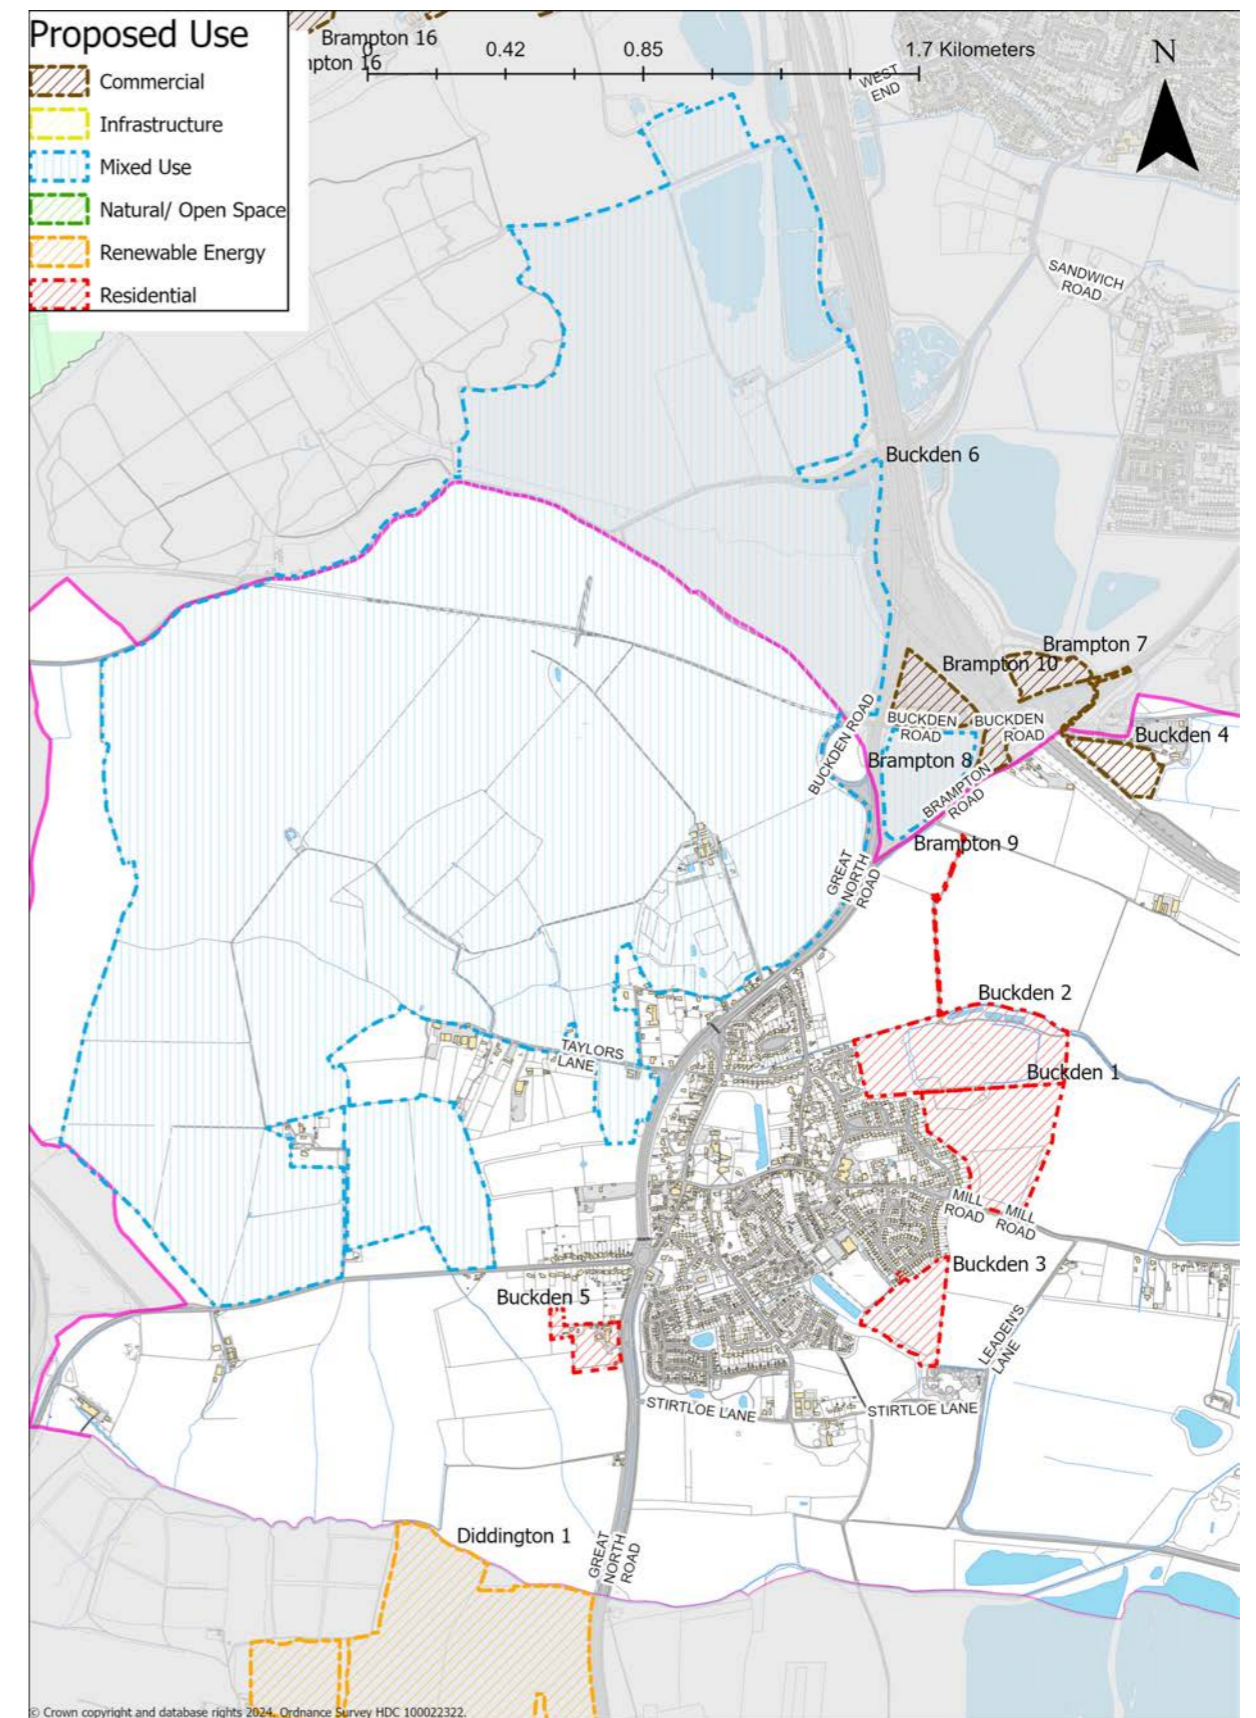 Proposed Use
Commercial
Infrastructure
Mixed Use
Natural/ Open Space
Renewable Energy
Residential
Brampton 16
mpton 16
0
0.42
0.85
1.7 Kilometers
N
WEST
END
SANDWICH
ROAD
Buckden 6
Brampton 7
Brampton 10
BUCKDEN ROAD
BUCKDEN
ROAD
BUCKDEN
ROAD
Buckden 4
Brampton 8
BRAMPTON
ROAD
Brampton 9
GREAT
NORTH
ROAD
Buckden 2
TAYLORS
LANE
Buckden 1
MILL
ROAD
MILL
ROAD
Buckden 3
Buckden 5
LEADEN'S
LANE
STIRTLOE LANE
STIRTLOE LANE
Diddington 1
GREAT
NORTH
ROAD
© Crown copyright and database rights 2024. Ordnance Survey HDC 100022322.